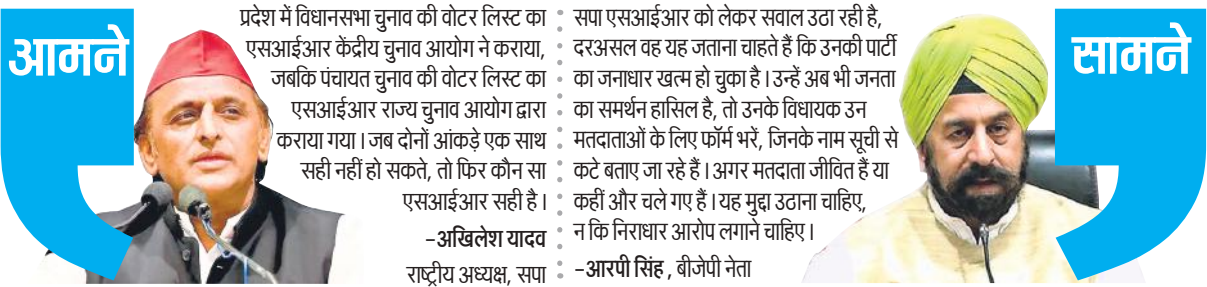 आमने
प्रदेश में विधानसभा चुनाव की वोटर लिस्ट का
एसआईआर केंद्रीय चुनाव आयोग ने कराया,
जबकि पंचायत चुनाव की वोटर लिस्ट का
एसआईआर राज्य चुनाव आयोग द्वारा
कराया गया। जब दोनों आंकड़े एक साथ
सही नहीं हो सकते, तो फिर कौन सा
एसआईआर सही है।
-अखिलेश यादव
राष्ट्रीय अध्यक्ष, सपा
सपा एसआईआर को लेकर सवाल उठा रही है,
दरअसल वह यह जताना चाहते हैं कि उनकी पार्टी
का जनाधार खत्म हो चुका है। उन्हें अब भी जनता
का समर्थन हासिल है, तो उनके विधायक उन
मतदाताओं के लिए फॉर्म भरें, जिनके नाम सूची से
कटे बताए जा रहे हैं। अगर मतदाता जीवित हैं या
कहीं और चले गए हैं। यह मुद्दा उठाना चाहिए,
न कि निराधार आरोप लगाने चाहिए।
-आरपी सिंह, बीजेपी नेता
सामने